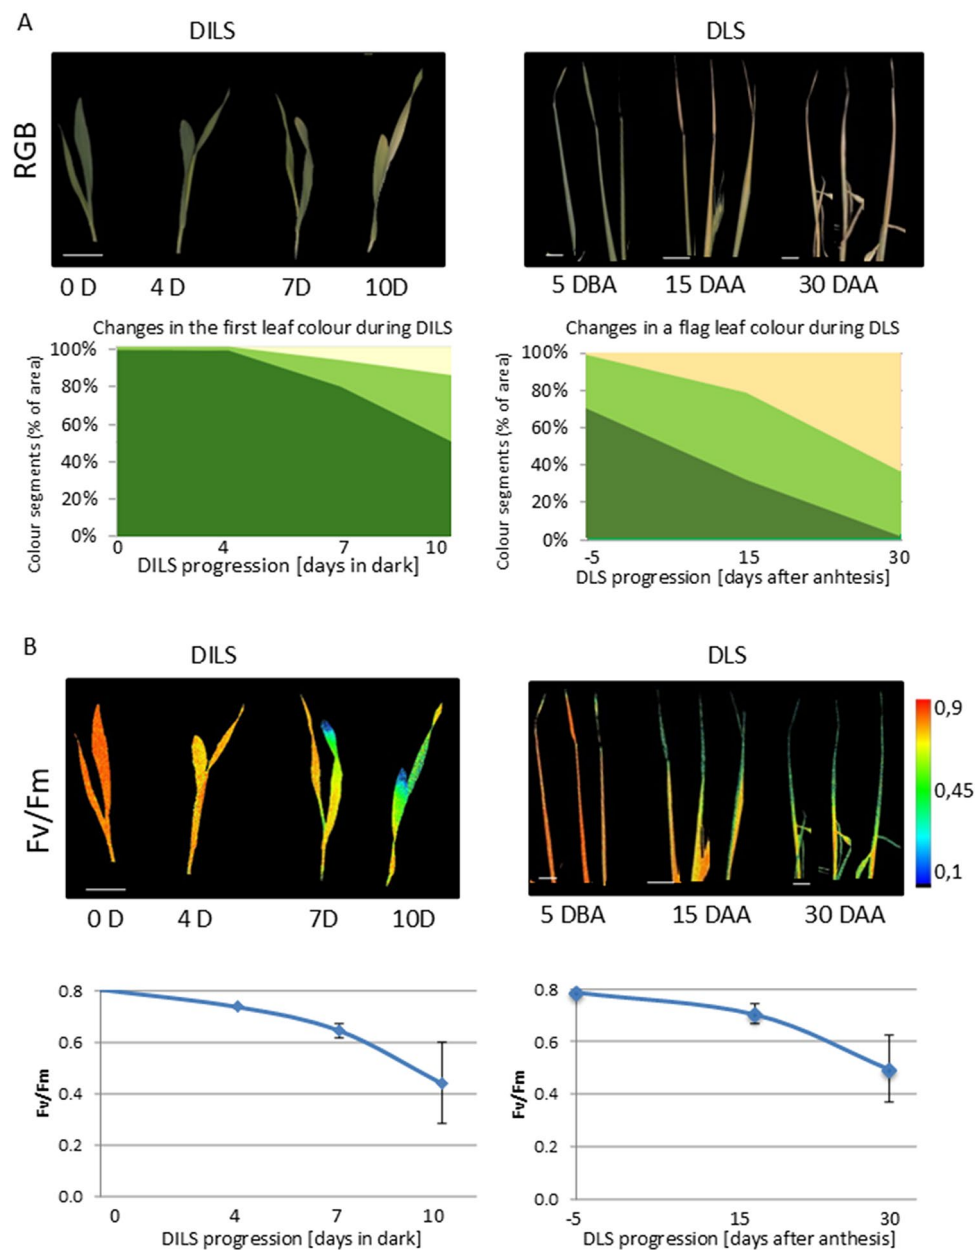 A
DILS
DLS
RGB
0 D
4 D
7D
10D
5 DBA
15 DAA
30 DAA
Changes in the first leaf colour during DILS
Changes in a flag leaf colour during DLS
Colour segments (% of area)
100%
80%
60%
40%
20%
0%
0
4
7
10
DILS progression [days in dark]
Colour segments (% of area)
100%
80%
60%
40%
20%
0%
-5
15
30
DLS progression [days after anhtesis]
B
DILS
DLS
Fv/Fm
0,9
0,45
0,1
0 D
4 D
7D
10D
5 DBA
15 DAA
30 DAA
Fv/Fm
0.8
0.6
0.4
0.2
0.0
0
4
7
10
DILS progression [days in dark]
Fv/Fm
0.8
0.6
0.4
0.2
0.0
-5
15
30
DLS progression [days after anthesis]